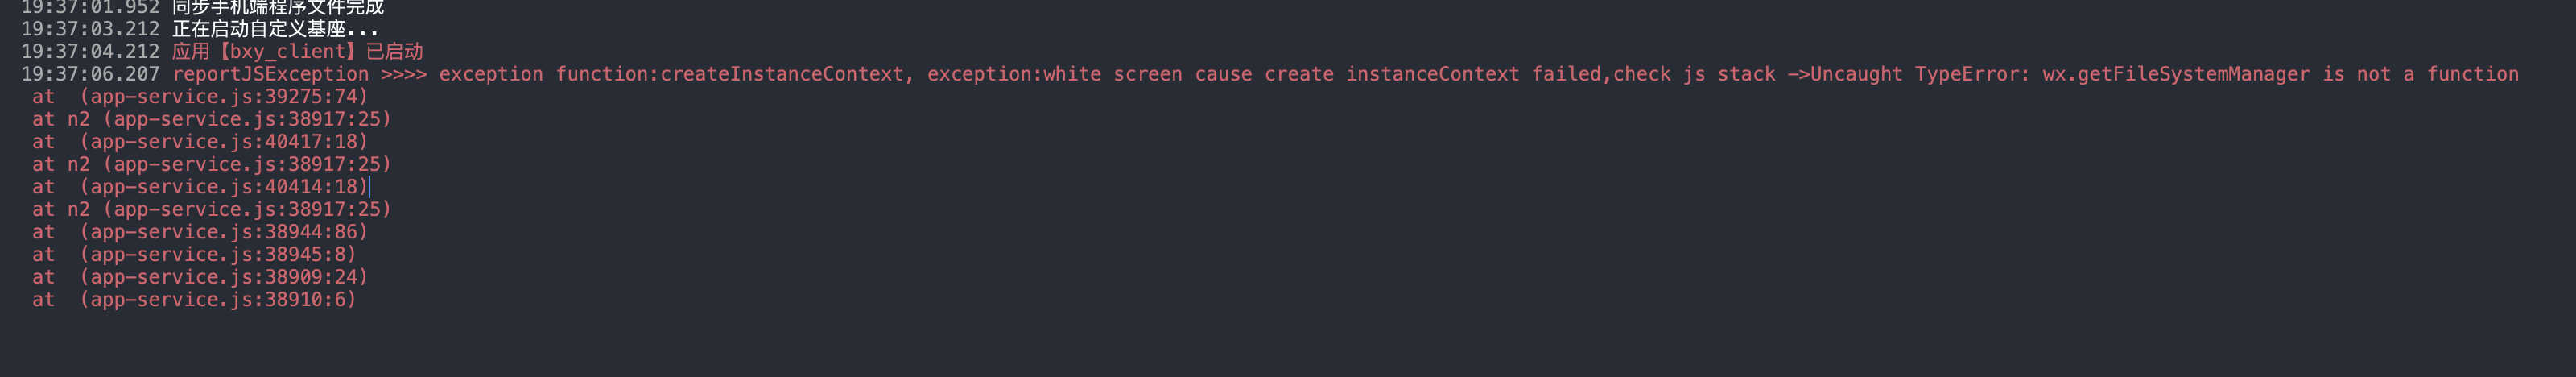 19:37:01.952 同步手机端程序文件完成
19:37:03.212 正在启动自定义基座...
19:37:04.212 应用【bxy_client】已启动
19:37:06.207 reportJSException >>>> exception function:createInstanceContext, exception:white screen cause create instanceContext failed,check js stack ->Uncaught TypeError: wx.getFileSystemManager is not a function
at  (app-service.js:39275:74)
at n2 (app-service.js:38917:25)
at  (app-service.js:40417:18)
at n2 (app-service.js:38917:25)
at  (app-service.js:40414:18)
at n2 (app-service.js:38917:25)
at  (app-service.js:38944:86)
at  (app-service.js:38945:8)
at  (app-service.js:38909:24)
at  (app-service.js:38910:6)